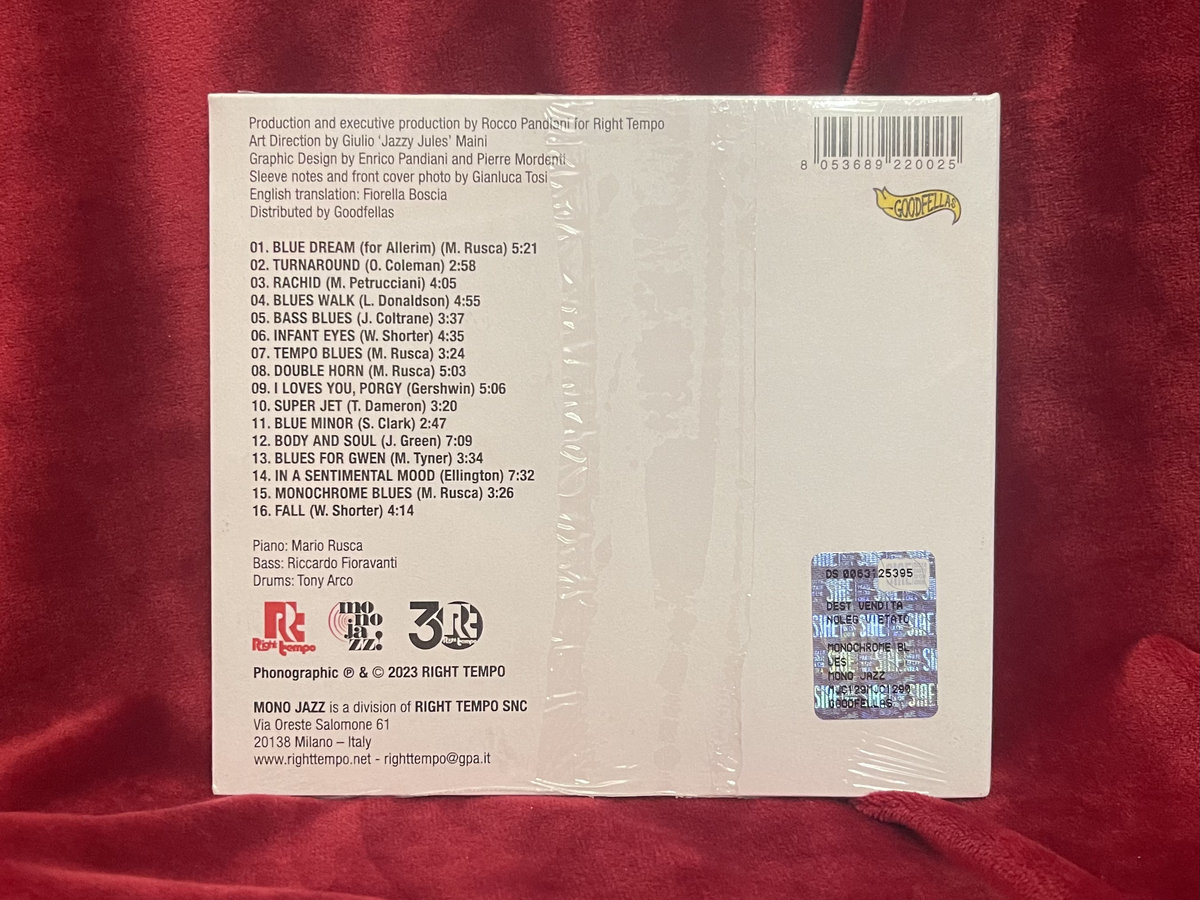 Production and executive production by Rocco Pandiani for Right Tempo
Art Direction by Giulio 'Jazzy Jules' Maini
Graphic Design by Enrico Pandiani and Pierre Mordenti
Sleeve notes and front cover photo by Gianluca Tosi
English translation: Fiorella Boscia
Distributed by Goodfellas
8 053689 220025
GOODFELLAS
01. BLUE DREAM (for Allerim) (M. Rusca) 5:21
02. TURNAROUND (O. Coleman) 2:58
03. RACHID (M. Petrucciani) 4:05
04. BLUES WALK (L. Donaldson) 4:55
05. BASS BLUES (J. Coltrane) 3:37
06. INFANT EYES (W. Shorter) 4:35
07. TEMPO BLUES (M. Rusca) 3:24
08. DOUBLE HORN (M. Rusca) 5:03
09. I LOVES YOU, PORGY (Gershwin) 5:06
10. SUPER JET (T. Dameron) 3:20
11. BLUE MINOR (S. Clark) 2:47
12. BODY AND SOUL (J. Green) 7:09
13. BLUES FOR GWEN (M. Tyner) 3:34
14. IN A SENTIMENTAL MOOD (Ellington) 7:32
15. MONOCHROME BLUES (M. Rusca) 3:26
16. FALL (W. Shorter) 4:14
Piano: Mario Rusca
Bass: Riccardo Fioravanti
Drums: Tony Arco
Right tempo
mo no ja zz!
30 Rt
Phonographic ℗ & © 2023 RIGHT TEMPO
MONO JAZZ is a division of RIGHT TEMPO SNC
Via Oreste Salomone 61
20138 Milano – Italy
www.righttempo.net - righttempo@gpa.it
DS 0063125395
DEST VENDITA
NOLEG VIETATO
MONOCHROME BL
UES
MONO JAZZ
GOODFELLAS